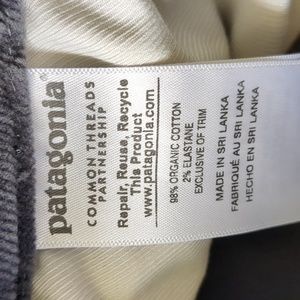 patagonia
COMMON THREADS
PARTNERSHIP
Repair, Reuse, Recycle
This Product
www.patagonia.com
98% ORGANIC COTTON
2% ELASTANE
EXCLUSIVE OF TRIM
MADE IN SRI LANKA
FABRIQUÉ AU SRI LANKA
HECHO EN SRI LANKA